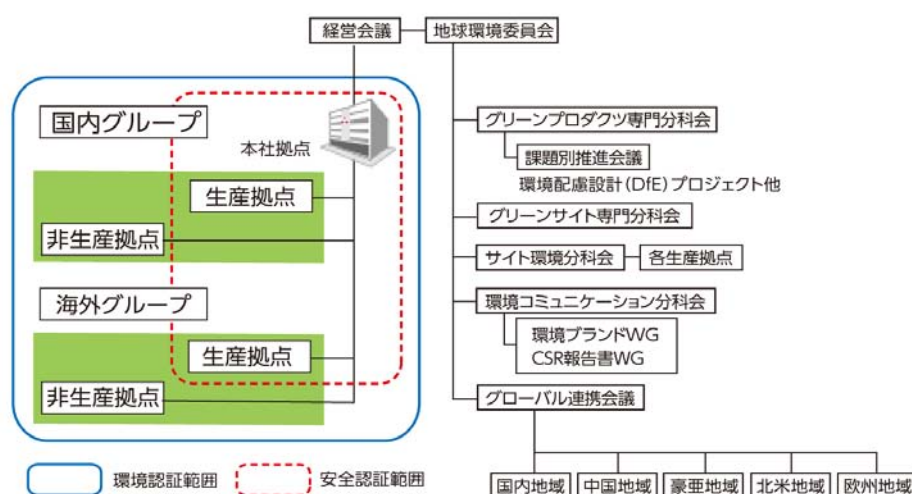 経営会議
地球環境委員会
国内グループ
本社拠点
生産拠点
非生産拠点
海外グループ
生産拠点
非生産拠点
環境認証範囲
安全認証範囲
グリーンプロダクツ専門分科会
課題別推進会議
環境配慮設計(DfE)プロジェクト他
グリーンサイト専門分科会
サイト環境分科会
各生産拠点
環境コミュニケーション分科会
環境ブランドWG
CSR報告書WG
グローバル連携会議
国内地域
中国地域
豪亜地域
北米地域
欧州地域